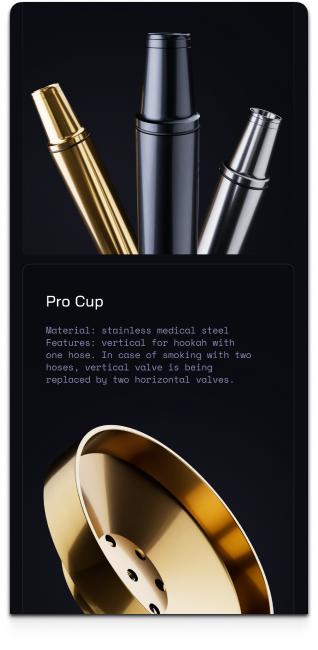 Pro Cup
Material: stainless medical steel
Features: vertical for hookah with
one hose. In case of smoking with two
hoses, vertical valve is being
replaced by two horizontal valves.